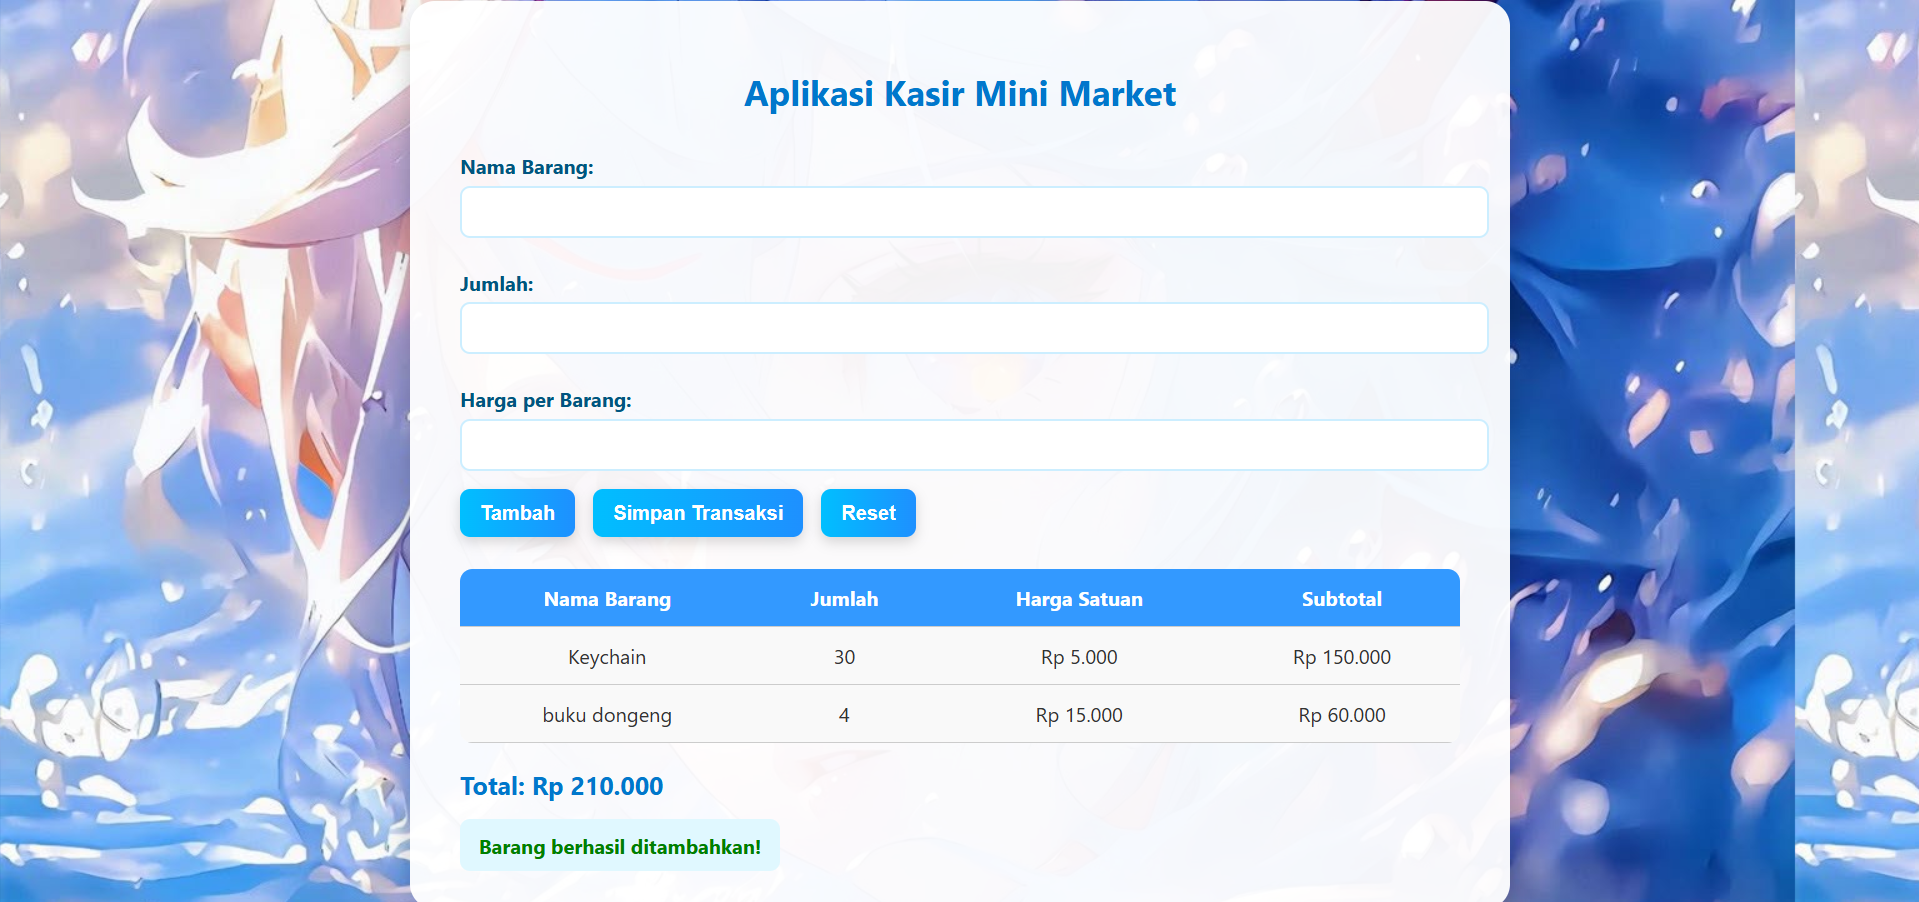 Aplikasi Kasir Mini Market
Nama Barang:
Jumlah:
Harga per Barang:
Tambah Simpan Transaksi Reset
Nama Barang Jumlah Harga Satuan Subtotal
Keychain 30 Rp 5.000 Rp 150.000
buku dongeng 4 Rp 15.000 Rp 60.000
Total: Rp 210.000
Barang berhasil ditambahkan!